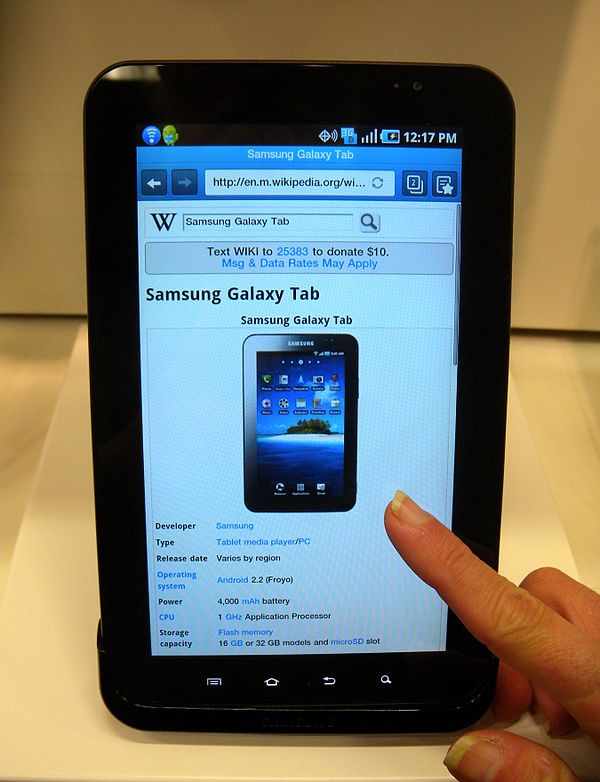 12:17 PM
Samsung Galaxy Tab
http://en.m.wikipedia.org/wi...
2
W
Samsung Galaxy Tab
Text WIKI to 25383 to donate $10.
Msg & Data Rates May Apply
Samsung Galaxy Tab
Samsung Galaxy Tab
SAMSUNG
Developer Samsung
Type Tablet media player/PC
Release date Varies by region
Operating system Android 2.2 (Froyo)
Power 4,000 mAh battery
CPU 1 GHz Application Processor
Storage capacity Flash memory
16 GB or 32 GB models and microSD slot
SAMSUNG